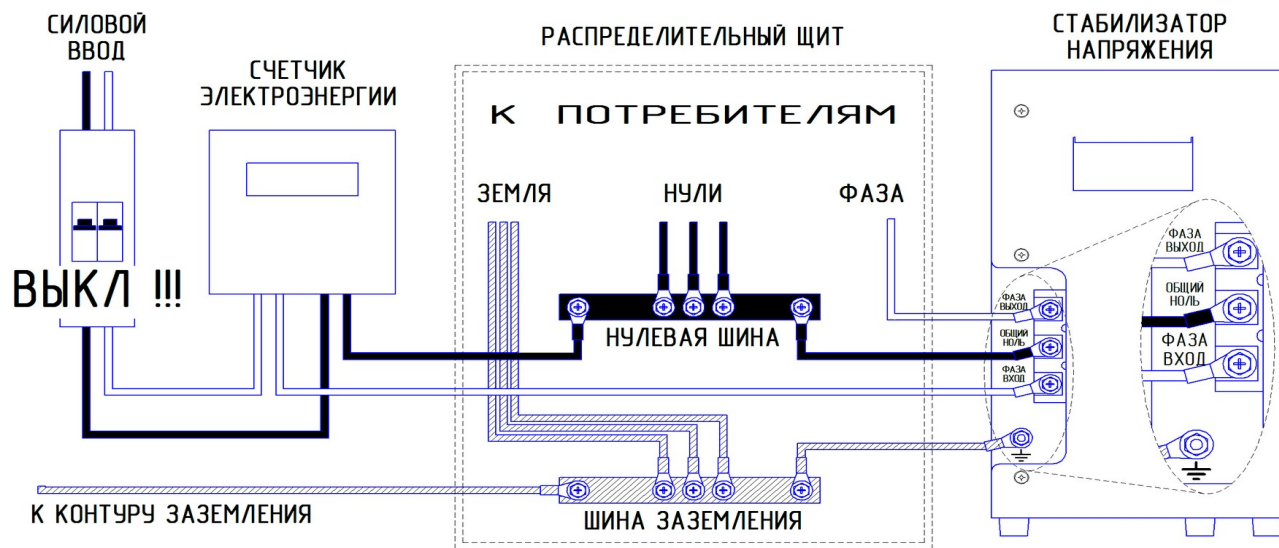 СИЛОВОЙ
ВВОД
СЧЕТЧИК
ЭЛЕКТРОЭНЕРГИИ
РАСПРЕДЕЛИТЕЛЬНЫЙ ЩИТ
СТАБИЛИЗАТОР
НАПРЯЖЕНИЯ
К ПОТРЕБИТЕЛЯМ
ЗЕМЛЯ
НУЛИ
ФАЗА
ВЫКЛ !!!
НУЛЕВАЯ ШИНА
ФАЗА
ВЫХОД
ОБЩИЙ
НОЛЬ
ФАЗА
ВХОД
ФАЗА
ВЫХОД
ОБЩИЙ
НОЛЬ
ФАЗА
ВХОД
К КОНТУРУ ЗАЗЕМЛЕНИЯ
ШИНА ЗАЗЕМЛЕНИЯ